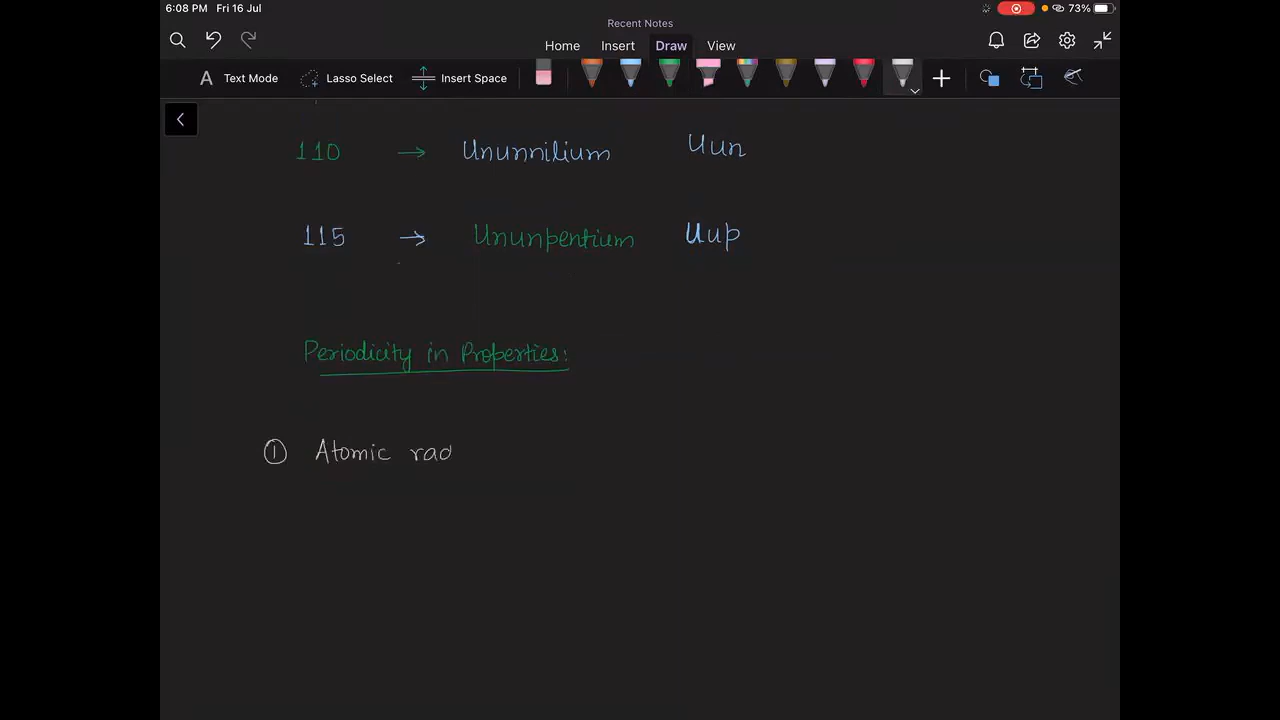 6:08 PM Fri 16 Jul 73%
Recent Notes
Home Insert Draw View
A Text Mode Lasso Select Insert Space
110 → Ununnilium Uun
115 → Ununpentium Uup
Periodicity in Properties:
① Atomic rad